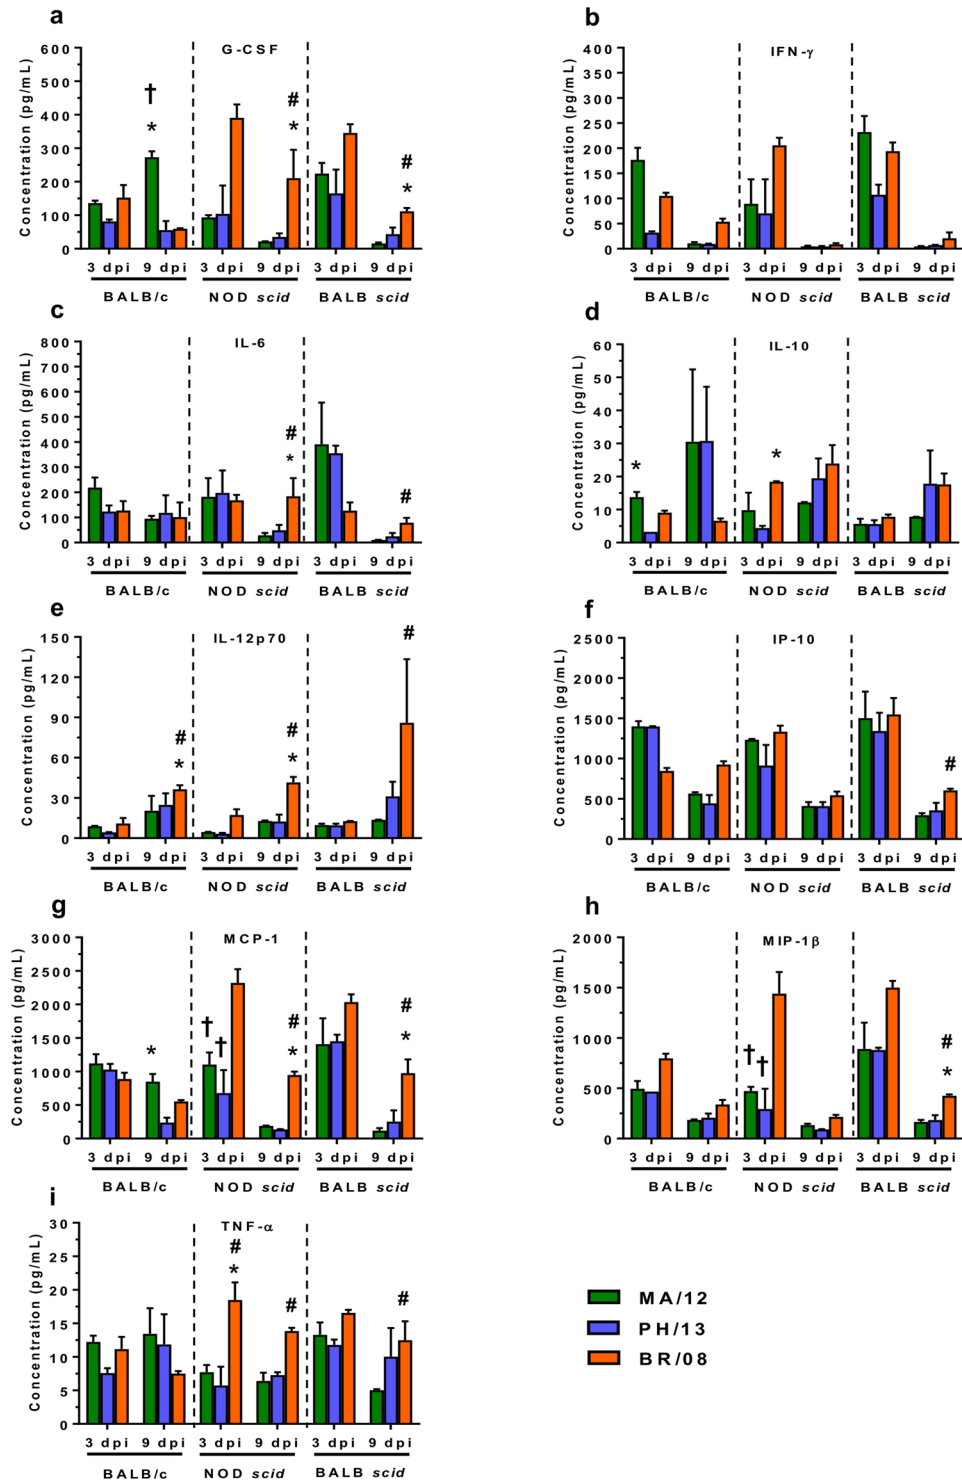 a
G-CSF
Concentration (pg/mL)
600
500
400
300
200
100
0
†
*
#
*
#
*
3 dpi 9 dpi 3 dpi 9 dpi 3 dpi 9 dpi
BALB/c NOD scid BALB scid
b
IFN-γ
Concentration (pg/mL)
400
350
300
250
200
150
100
50
0
3 dpi 9 dpi 3 dpi 9 dpi 3 dpi 9 dpi
BALB/c NOD scid BALB scid
c
IL-6
Concentration (pg/mL)
800
700
600
500
400
300
200
100
0
#
*
#
3 dpi 9 dpi 3 dpi 9 dpi 3 dpi 9 dpi
BALB/c NOD scid BALB scid
d
IL-10
Concentration (pg/mL)
60
50
40
30
20
10
0
*
*
3 dpi 9 dpi 3 dpi 9 dpi 3 dpi 9 dpi
BALB/c NOD scid BALB scid
e
IL-12p70
Concentration (pg/mL)
150
120
90
60
30
0
#
*
#
*
#
3 dpi 9 dpi 3 dpi 9 dpi 3 dpi 9 dpi
BALB/c NOD scid BALB scid
f
IP-10
Concentration (pg/mL)
2500
2000
1500
1000
500
0
#
3 dpi 9 dpi 3 dpi 9 dpi 3 dpi 9 dpi
BALB/c NOD scid BALB scid
g
MCP-1
Concentration (pg/mL)
3000
2500
2000
1500
1000
500
0
*
† †
#
*
#
*
3 dpi 9 dpi 3 dpi 9 dpi 3 dpi 9 dpi
BALB/c NOD scid BALB scid
h
MIP-1β
Concentration (pg/mL)
2000
1500
1000
500
0
† †
#
*
3 dpi 9 dpi 3 dpi 9 dpi 3 dpi 9 dpi
BALB/c NOD scid BALB scid
i
TNF-α
Concentration (pg/mL)
30
25
20
15
10
5
0
#
*
#
#
3 dpi 9 dpi 3 dpi 9 dpi 3 dpi 9 dpi
BALB/c NOD scid BALB scid
MA/12
PH/13
BR/08